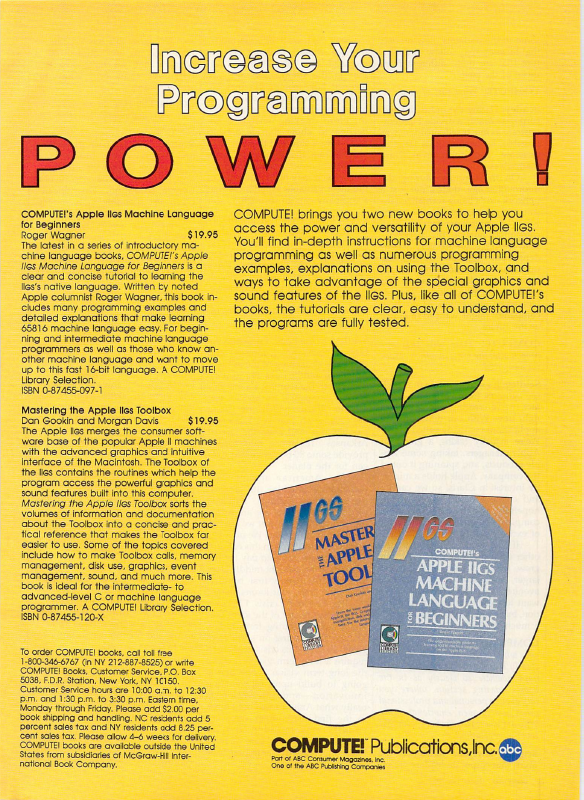 Increase Your
Programming
POWER!
COMPUTE!'s Apple IIGS Machine Language
for Beginners
Roger Wagner $19.95
The latest in a series of introductory ma-
chine language books, COMPUTE!'s Apple
IIGS Machine Language for Beginners is a
clear and concise tutorial to learning the
IIGS's native language. Written by noted
Apple columnist Roger Wagner, this book in-
cludes many programming examples and
detailed explanations that make learning
65816 machine language easy. For begin-
ning and intermediate machine language
programmers as well as those who know an-
other machine language and want to move
up to this fast 16-bit language. A COMPUTE!
Library Selection.
ISBN 0-87455-097-1
Mastering the Apple IIGS Toolbox
Dan Gookin and Morgan Davis $19.95
The Apple IIGS merges the consumer soft-
ware base of the popular Apple II machines
with the advanced graphics and intuitive
interface of the Macintosh. The Toolbox of
the IIGS contains the routines which help the
program access the powerful graphics and
sound features built into this computer.
Mastering the Apple IIGS Toolbox sorts the
volumes of information and documentation
about the Toolbox into a concise and prac-
tical reference that makes the Toolbox far
easier to use. Some of the topics covered
include how to make Toolbox calls, memory
management, disk use, graphics, event
management, sound, and much more. This
book is ideal for the intermediate- to
advanced-level C or machine language
programmer. A COMPUTE! Library Selection.
ISBN 0-87455-120-X
To order COMPUTE! books, call toll free
1-800-346-6767 (in NY 212-887-8525) or write
COMPUTE! Books, Customer Service, P.O. Box
5038, F.D.R. Station, New York, NY 10150.
Customer Service hours are 10:00 a.m. to 12:30
p.m. and 1:30 p.m. to 3:30 p.m. Eastern time,
Monday through Friday. Please add $2.00 per
book shipping and handling. NC residents add 5
percent sales tax and NY residents add 8.25 per-
cent sales tax. Please allow 4-6 weeks for delivery.
COMPUTE! books are available outside the United
States from subsidiaries of McGraw-Hill Inter-
national Book Company.
COMPUTE! brings you two new books to help you
access the power and versatility of your Apple IIGS.
You'll find in-depth instructions for machine language
programming as well as numerous programming
examples, explanations on using the Toolbox, and
ways to take advantage of the special graphics and
sound features of the IIGS. Plus, like all of COMPUTE!'s
books, the tutorials are clear, easy to understand, and
the programs are fully tested.
IIGS
MASTER
THE APPLE
TOOL
IIGS
COMPUTE!'s
APPLE IIGS
MACHINE
LANGUAGE
FOR BEGINNERS
COMPUTE! Publications, Inc. abc
Part of ABC Consumer Magazines, Inc.
One of the ABC Publishing Companies